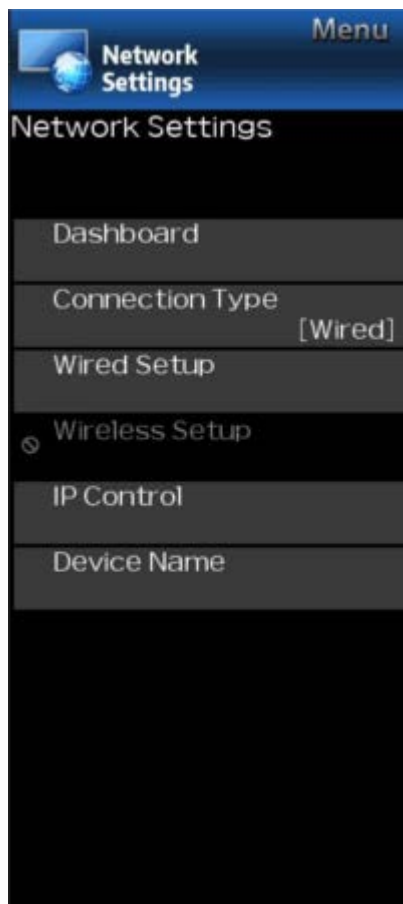 Menu
Network
Settings
Network Settings
Dashboard
Connection Type
[Wired]
Wired Setup
Wireless Setup
IP Control
Device Name